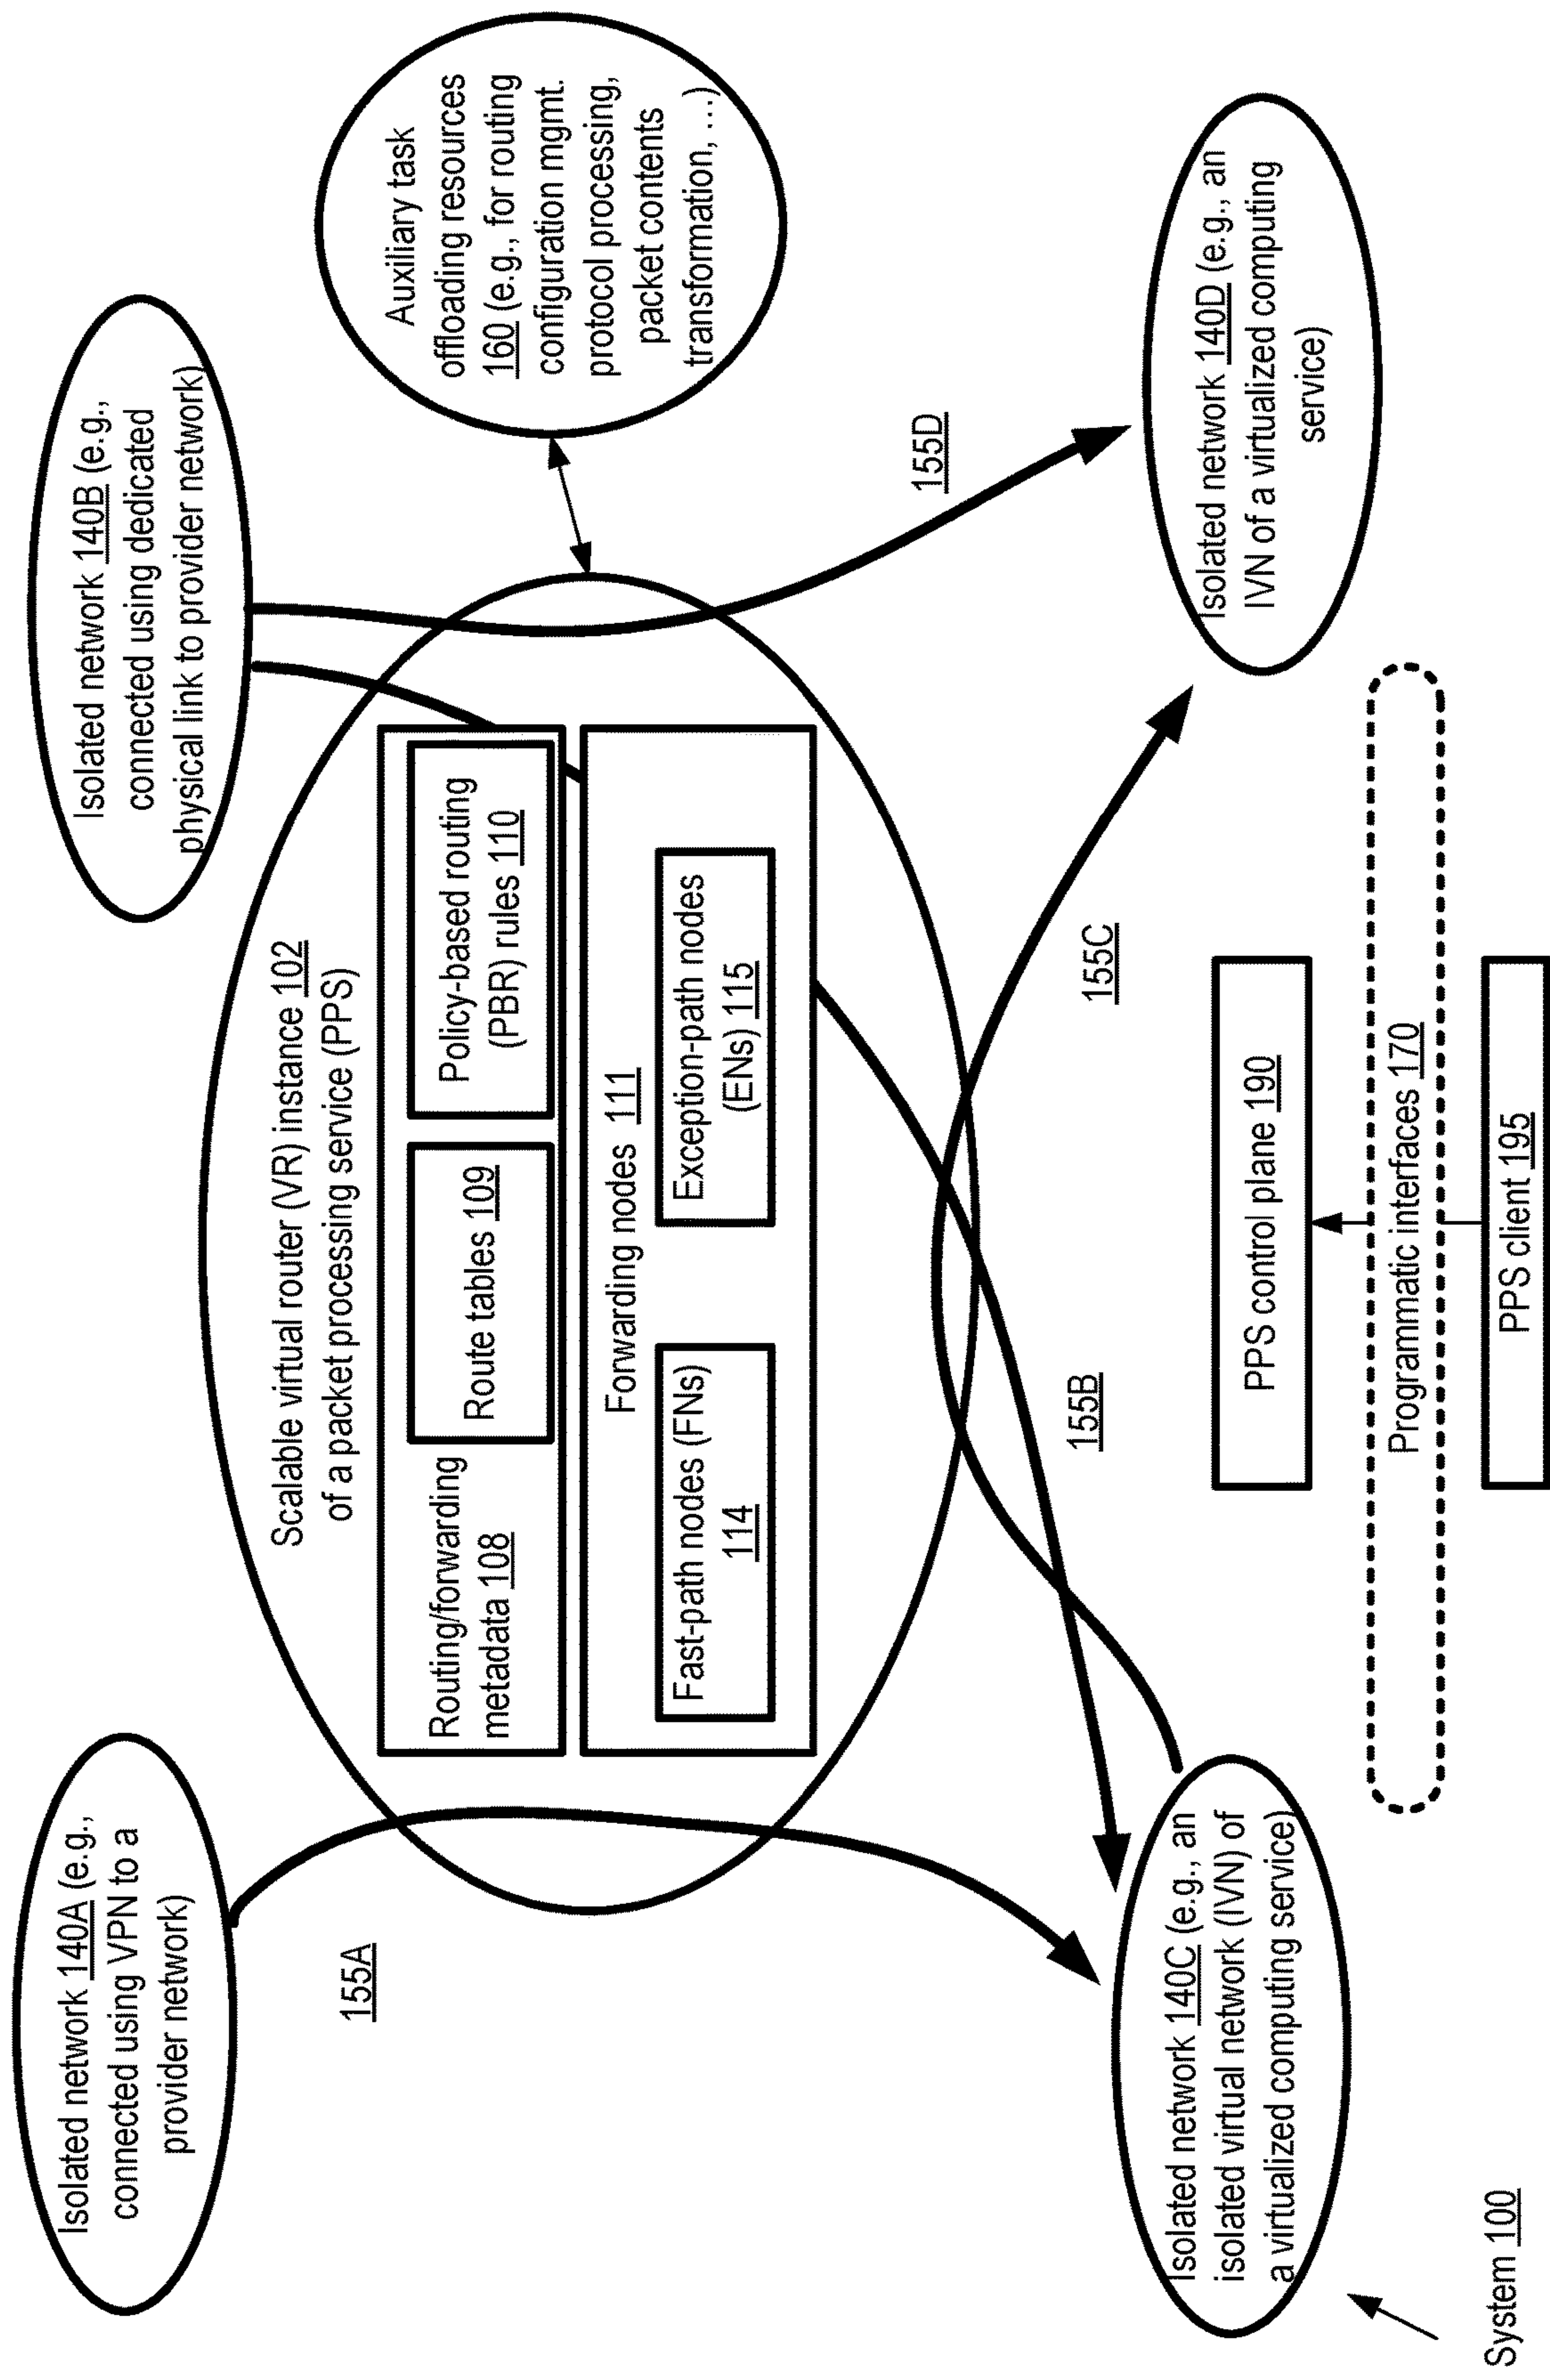 Isolated network 140A (e.g.,
connected using VPN to a
provider network)
Isolated network 140B (e.g.,
connected using dedicated
physical link to provider network)
Scalable virtual router (VR) instance 102
of a packet processing service (PPS)
Routing/forwarding
metadata 108
Route tables 109
Policy-based routing
(PBR) rules 110
Forwarding nodes 111
Fast-path nodes (FNs)
114
Exception-path nodes
(ENs) 115
Auxiliary task
offloading resources
160 (e.g., for routing
configuration mgmt.
protocol processing,
packet contents
transformation, …)
155A
155B
155C
155D
Isolated network 140C (e.g., an
isolated virtual network (IVN) of
a virtualized computing service)
Isolated network 140D (e.g., an
IVN of a virtualized computing
service)
PPS control plane 190
Programmatic interfaces 170
PPS client 195
System 100